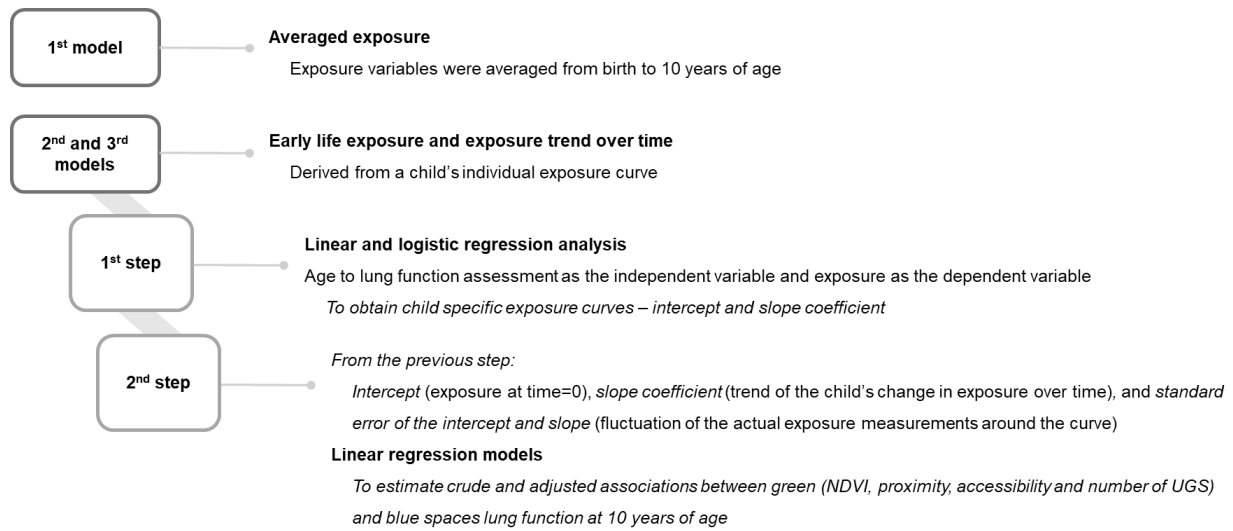 1st model
Averaged exposure
Exposure variables were averaged from birth to 10 years of age
2nd and 3rd
models
Early life exposure and exposure trend over time
Derived from a child's individual exposure curve
1st step
Linear and logistic regression analysis
Age to lung function assessment as the independent variable and exposure as the dependent variable
To obtain child specific exposure curves – intercept and slope coefficient
2nd step
From the previous step:
Intercept (exposure at time=0), slope coefficient (trend of the child's change in exposure over time), and standard
error of the intercept and slope (fluctuation of the actual exposure measurements around the curve)
Linear regression models
To estimate crude and adjusted associations between green (NDVI, proximity, accessibility and number of UGS)
and blue spaces lung function at 10 years of age